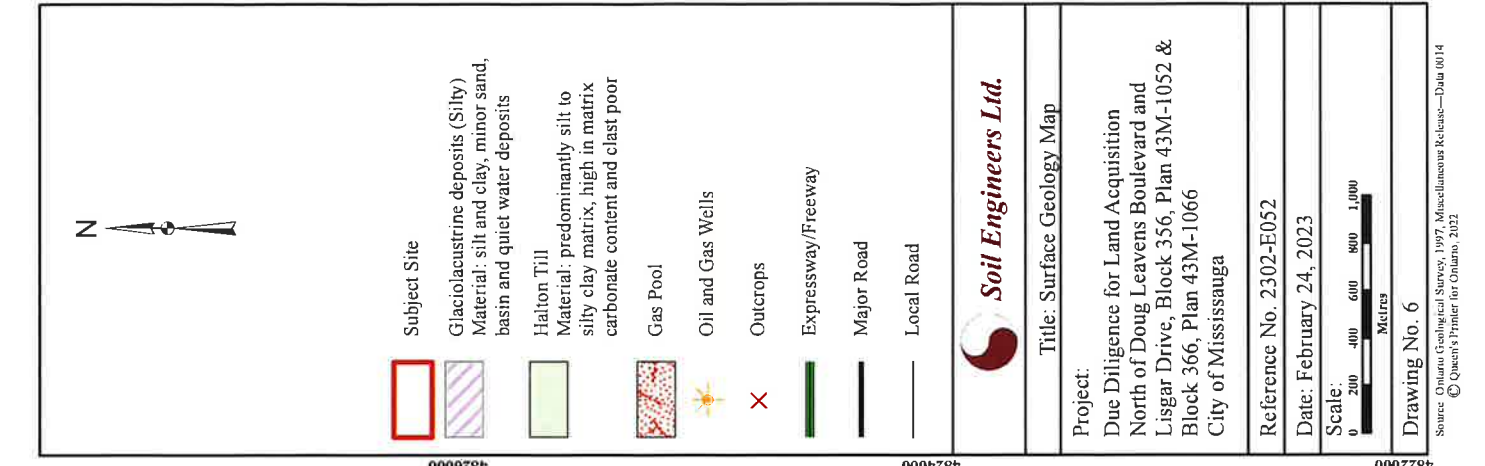 N
Subject Site
Glaciolacustrine deposits (Silty)
Material: silt and clay, minor sand,
basin and quiet water deposits
Halton Till
Material: predominantly silt to
silty clay matrix, high in matrix
carbonate content and clast poor
Gas Pool
Oil and Gas Wells
Outcrops
Expressway/Freeway
Major Road
Local Road
Soil Engineers Ltd.
Title: Surface Geology Map
Project:
Due Diligence for Land Acquisition
North of Doug Leavens Boulevard and
Lisgar Drive, Block 356, Plan 43M-1052 &
Block 366, Plan 43M-1066
City of Mississauga
Reference No. 2302-E052
Date: February 24, 2023
Scale:
0 200 400 600 800 1,000
Metres
Drawing No. 6
Source Ontario Geological Survey, 1997, Miscellaneous Release—Data 0014
© Queen's Printer for Ontario, 2022